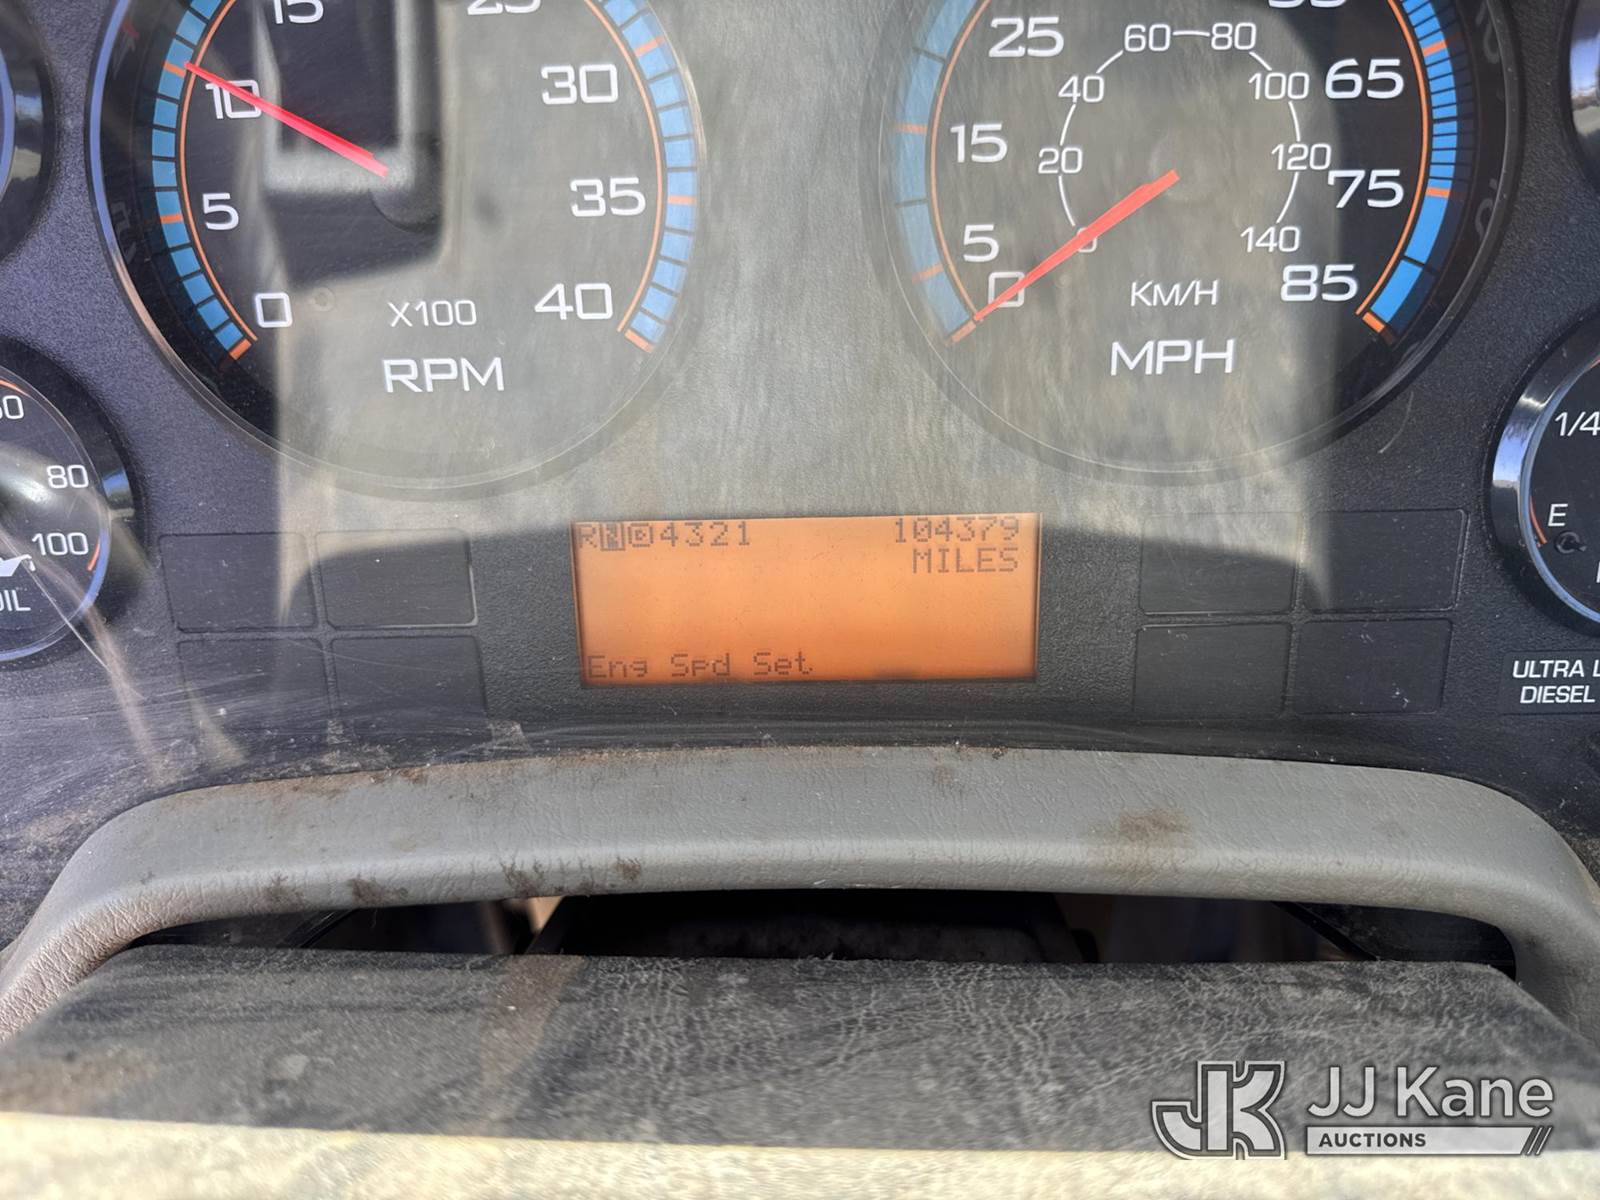 15
10
30
5
35
0
40
X100
RPM
25
65
15
75
5
0
85
60 80
40
100
20
120
0
140
KM/H
MPH
80
100
1/4
E
RND4321 104379
MILES
Eng Spd Set
ULTRA
DIESEL
JJ Kane
AUCTIONS